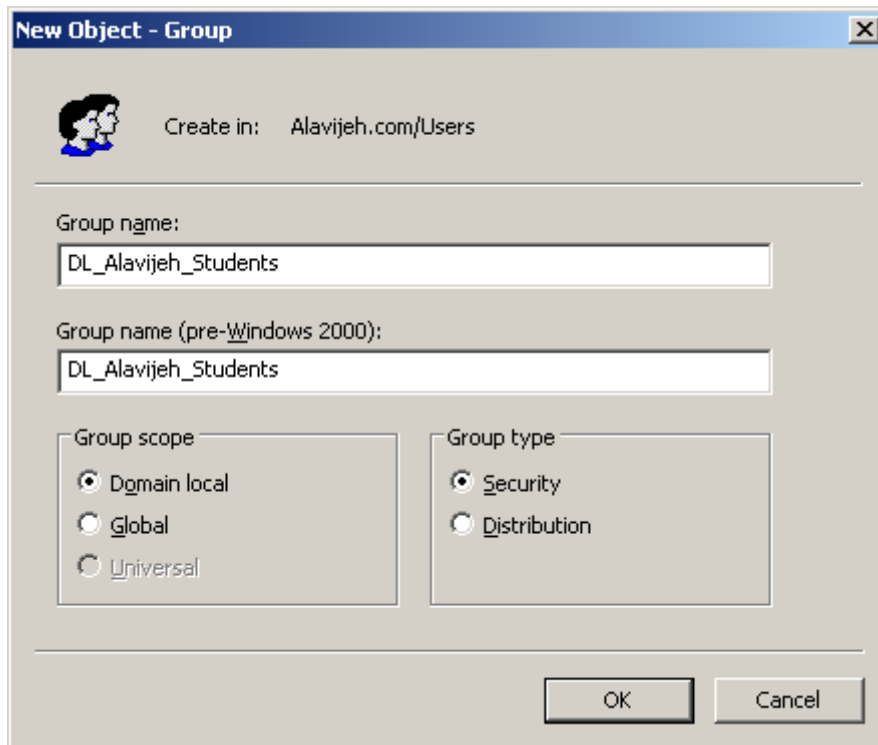 New Object - Group
Create in: Alavijeh.com/Users
Group name:
DL_Alavijeh_Students
Group name (pre-Windows 2000):
DL_Alavijeh_Students
Group scope
Domain local
Global
Universal
Group type
Security
Distribution
OK
Cancel